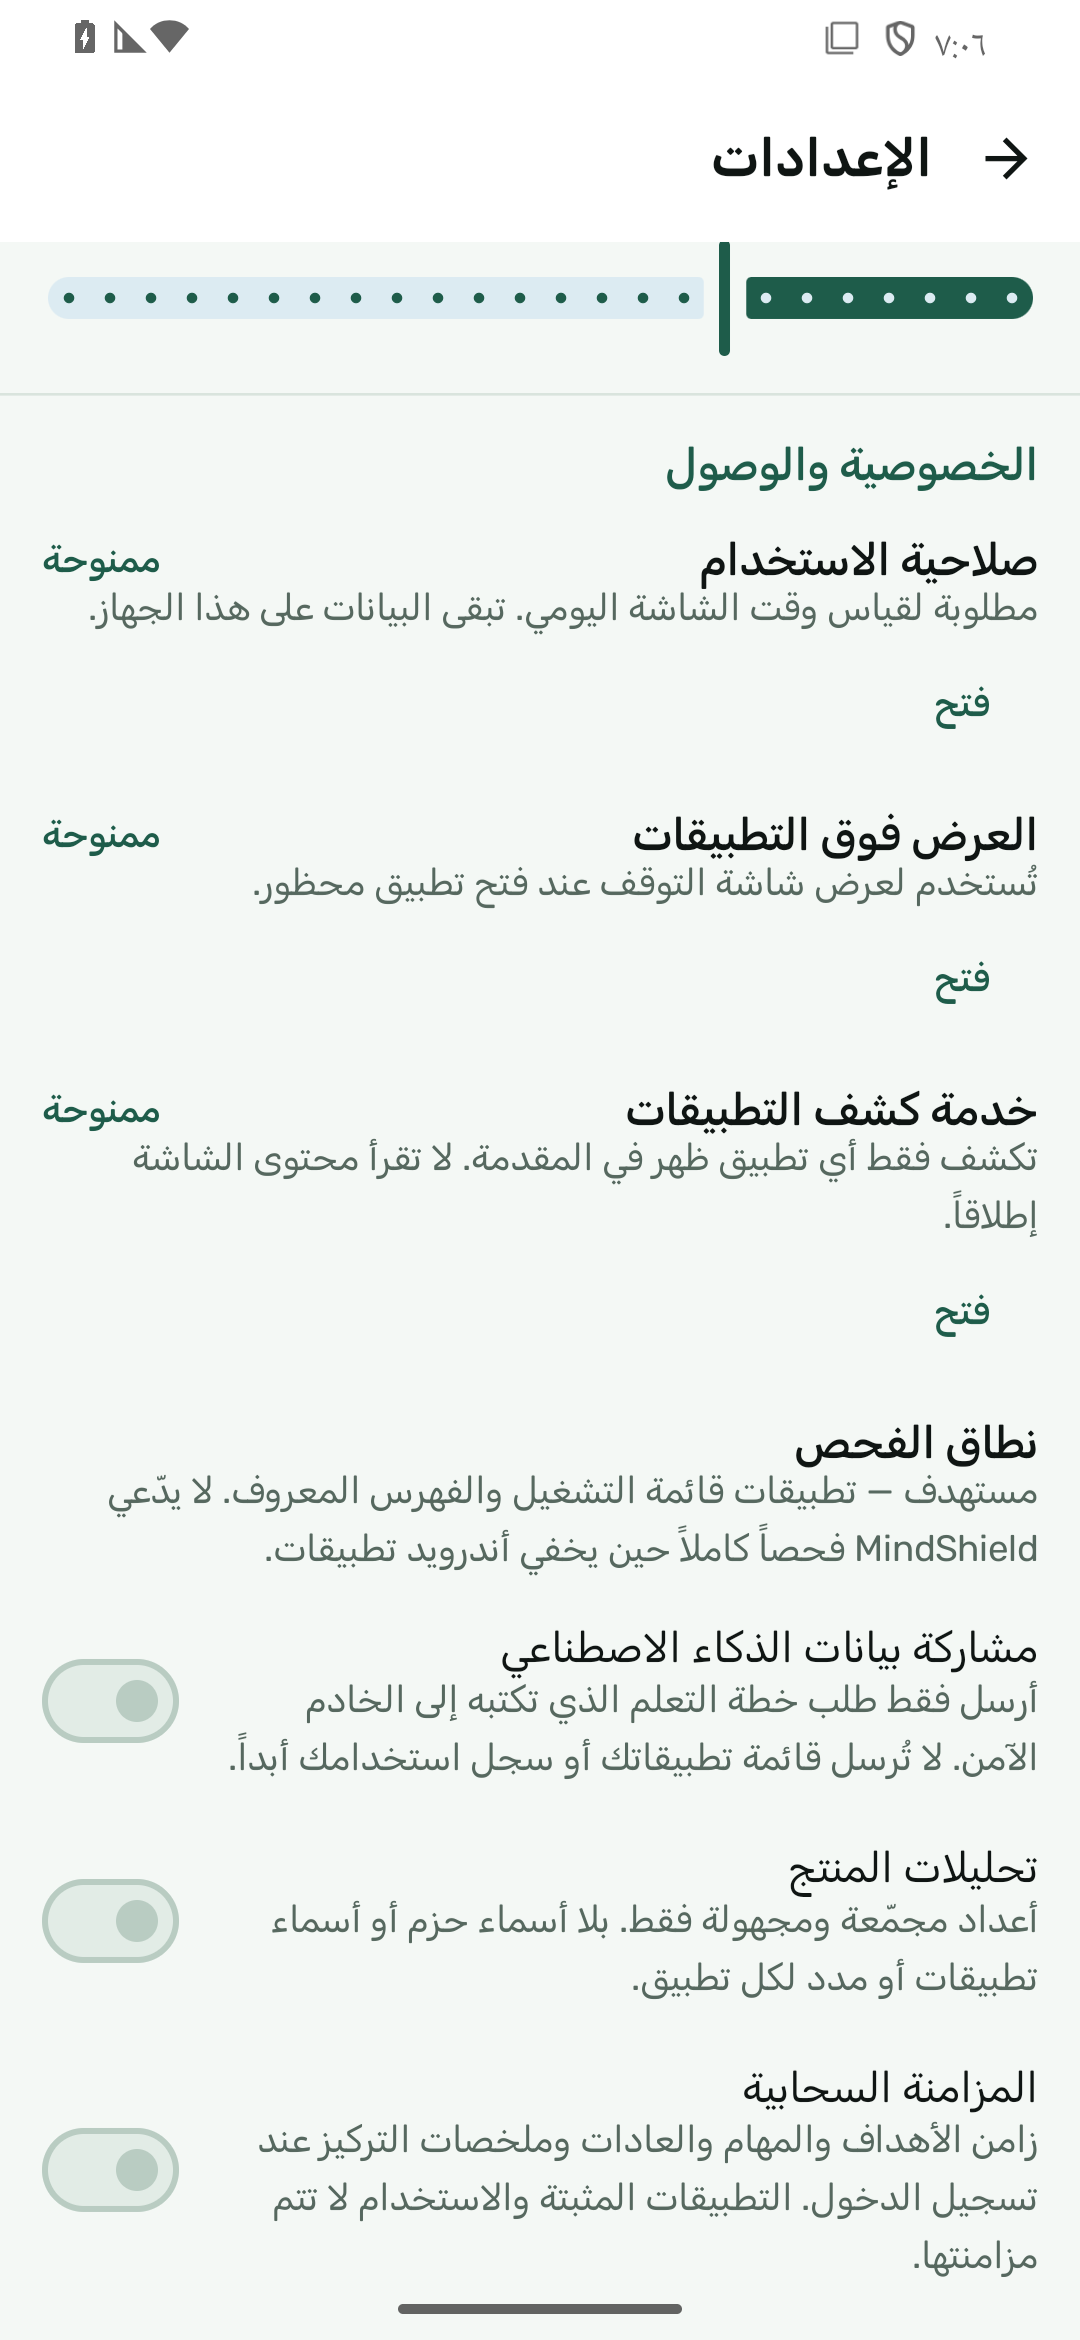 ٧:٠٦
الإعدادات
الخصوصية والوصول
صلاحية الاستخدام
ممنوحة
مطلوبة لقياس وقت الشاشة اليومي. تبقى البيانات على هذا الجهاز.
فتح
العرض فوق التطبيقات
ممنوحة
تُستخدم لعرض شاشة التوقف عند فتح تطبيق محظور.
فتح
خدمة كشف التطبيقات
ممنوحة
تكشف فقط أي تطبيق ظهر في المقدمة. لا تقرأ محتوى الشاشة
إطلاقاً.
فتح
نطاق الفحص
مستهدف — تطبيقات قائمة التشغيل والفهرس المعروف. لا يدّعي
MindShield فحصاً كاملاً حين يخفي أندرويد تطبيقات.
مشاركة بيانات الذكاء الاصطناعي
أرسل فقط طلب خطة التعلم الذي تكتبه إلى الخادم
الآمن. لا تُرسل قائمة تطبيقاتك أو سجل استخدامك أبداً.
تحليلات المنتج
أعداد مجمّعة ومجهولة فقط. بلا أسماء حزم أو أسماء
تطبيقات أو مدد لكل تطبيق.
المزامنة السحابية
زامن الأهداف والمهام والعادات وملخصات التركيز عند
تسجيل الدخول. التطبيقات المثبتة والاستخدام لا تتم
مزامنتها.